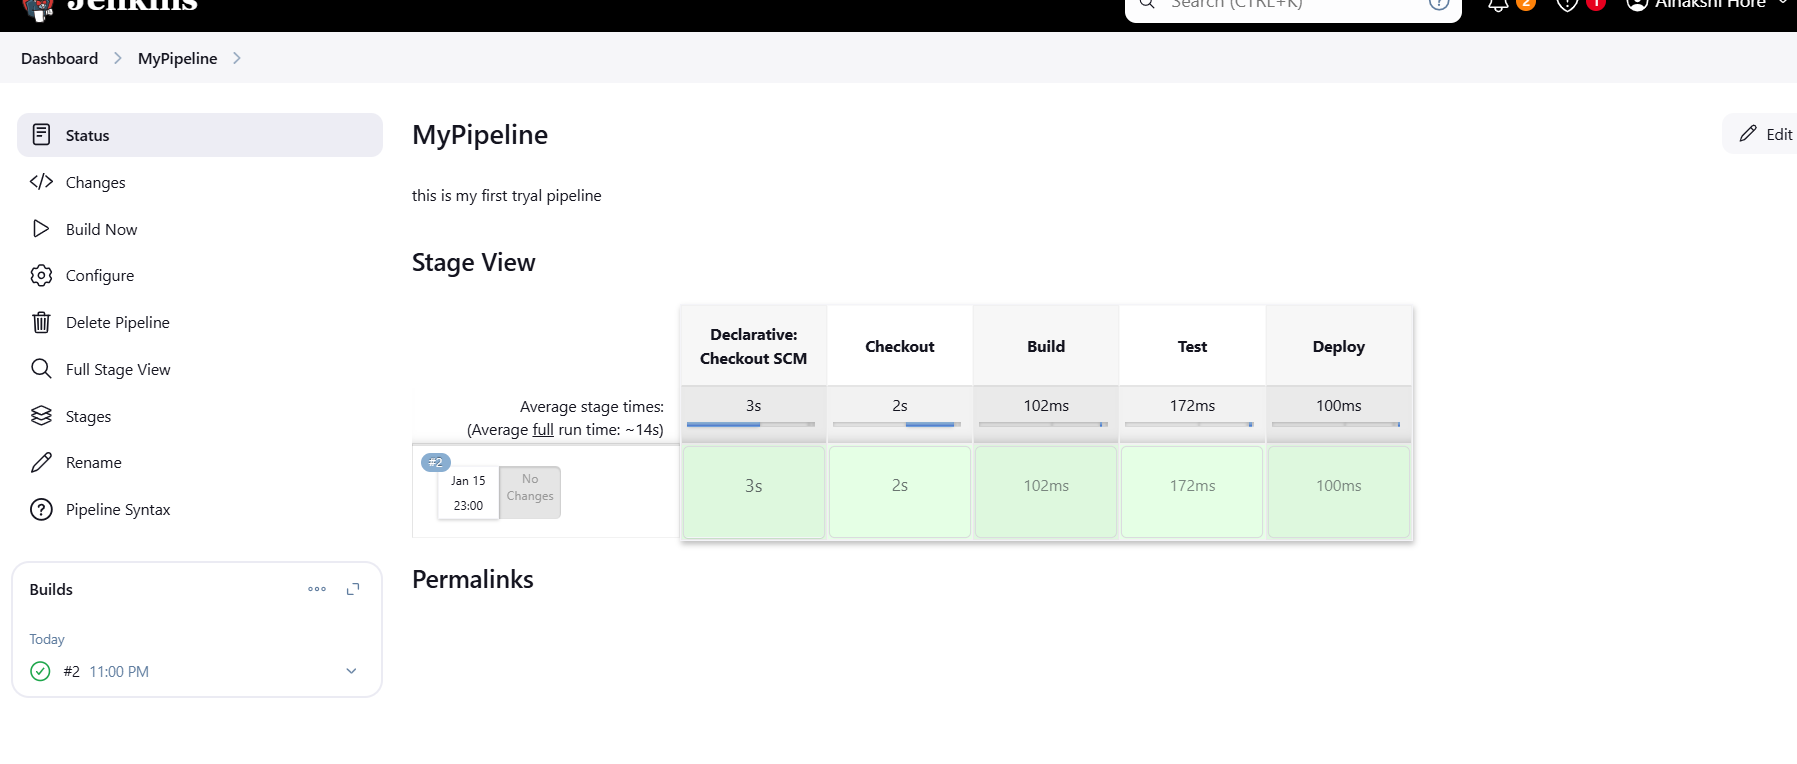 Jenkins
Search (CTRL+K)
?
2
1
Ainakshi Hore
Dashboard
MyPipeline
Status
Changes
Build Now
Configure
Delete Pipeline
Full Stage View
Stages
Rename
Pipeline Syntax
Builds
Today
#2 11:00 PM
MyPipeline
Edit
this is my first tryal pipeline
Stage View
Declarative:
Checkout SCM
Checkout
Build
Test
Deploy
Average stage times:
(Average full run time: ~14s)
3s
2s
102ms
172ms
100ms
#2
Jan 15
23:00
No
Changes
3s
2s
102ms
172ms
100ms
Permalinks